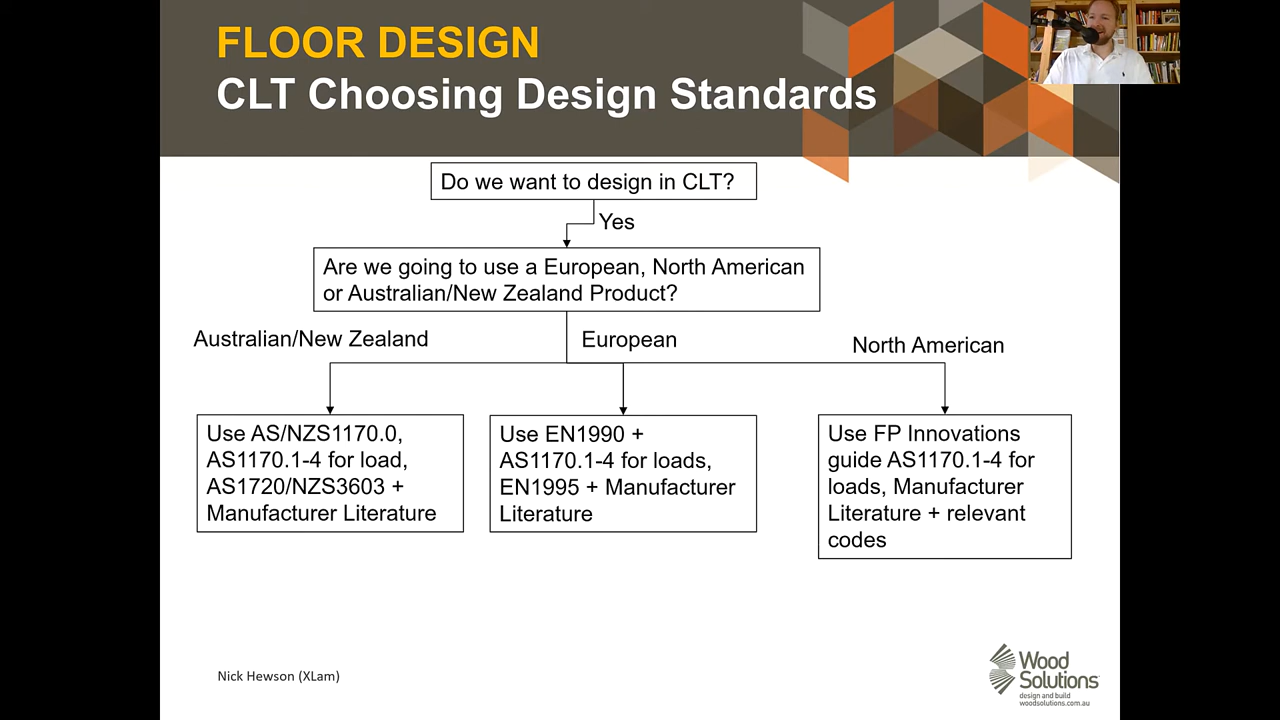 FLOOR DESIGN
CLT Choosing Design Standards
Do we want to design in CLT?
Yes
Are we going to use a European, North American
or Australian/New Zealand Product?
Australian/New Zealand
European
North American
Use AS/NZS1170.0,
AS1170.1-4 for load,
AS1720/NZS3603 +
Manufacturer Literature
Use EN1990 +
AS1170.1-4 for loads,
EN1995 + Manufacturer
Literature
Use FP Innovations
guide AS1170.1-4 for
loads, Manufacturer
Literature + relevant
codes
Nick Hewson (XLam)
Wood
Solutions
design and build
woodsolutions.com.au